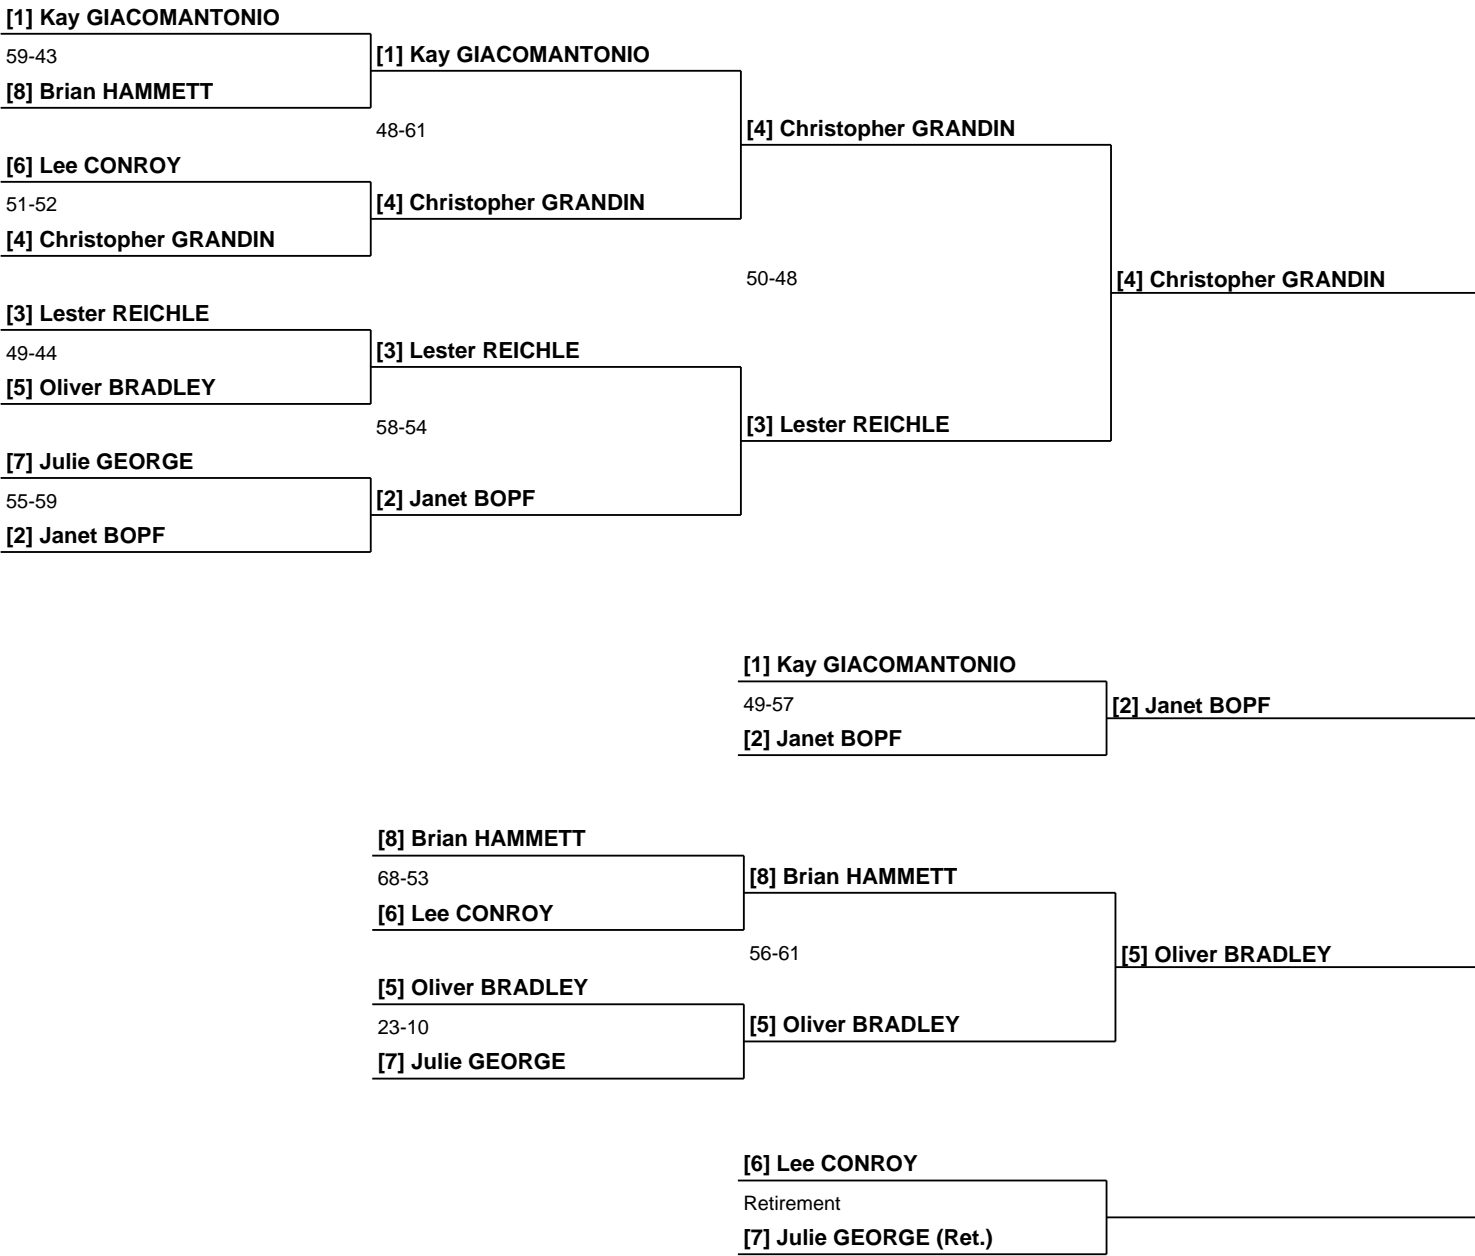 [1] Kay GIACOMANTONIO
59-43
[1] Kay GIACOMANTONIO
[8] Brian HAMMETT
48-61
[4] Christopher GRANDIN
[6] Lee CONROY
51-52
[4] Christopher GRANDIN
[4] Christopher GRANDIN
50-48
[4] Christopher GRANDIN
[3] Lester REICHLE
49-44
[3] Lester REICHLE
[5] Oliver BRADLEY
58-54
[3] Lester REICHLE
[7] Julie GEORGE
55-59
[2] Janet BOPF
[2] Janet BOPF
[1] Kay GIACOMANTONIO
49-57
[2] Janet BOPF
[2] Janet BOPF
[8] Brian HAMMETT
68-53
[8] Brian HAMMETT
[6] Lee CONROY
56-61
[5] Oliver BRADLEY
[5] Oliver BRADLEY
23-10
[5] Oliver BRADLEY
[7] Julie GEORGE
[6] Lee CONROY
Retirement
[7] Julie GEORGE (Ret.)